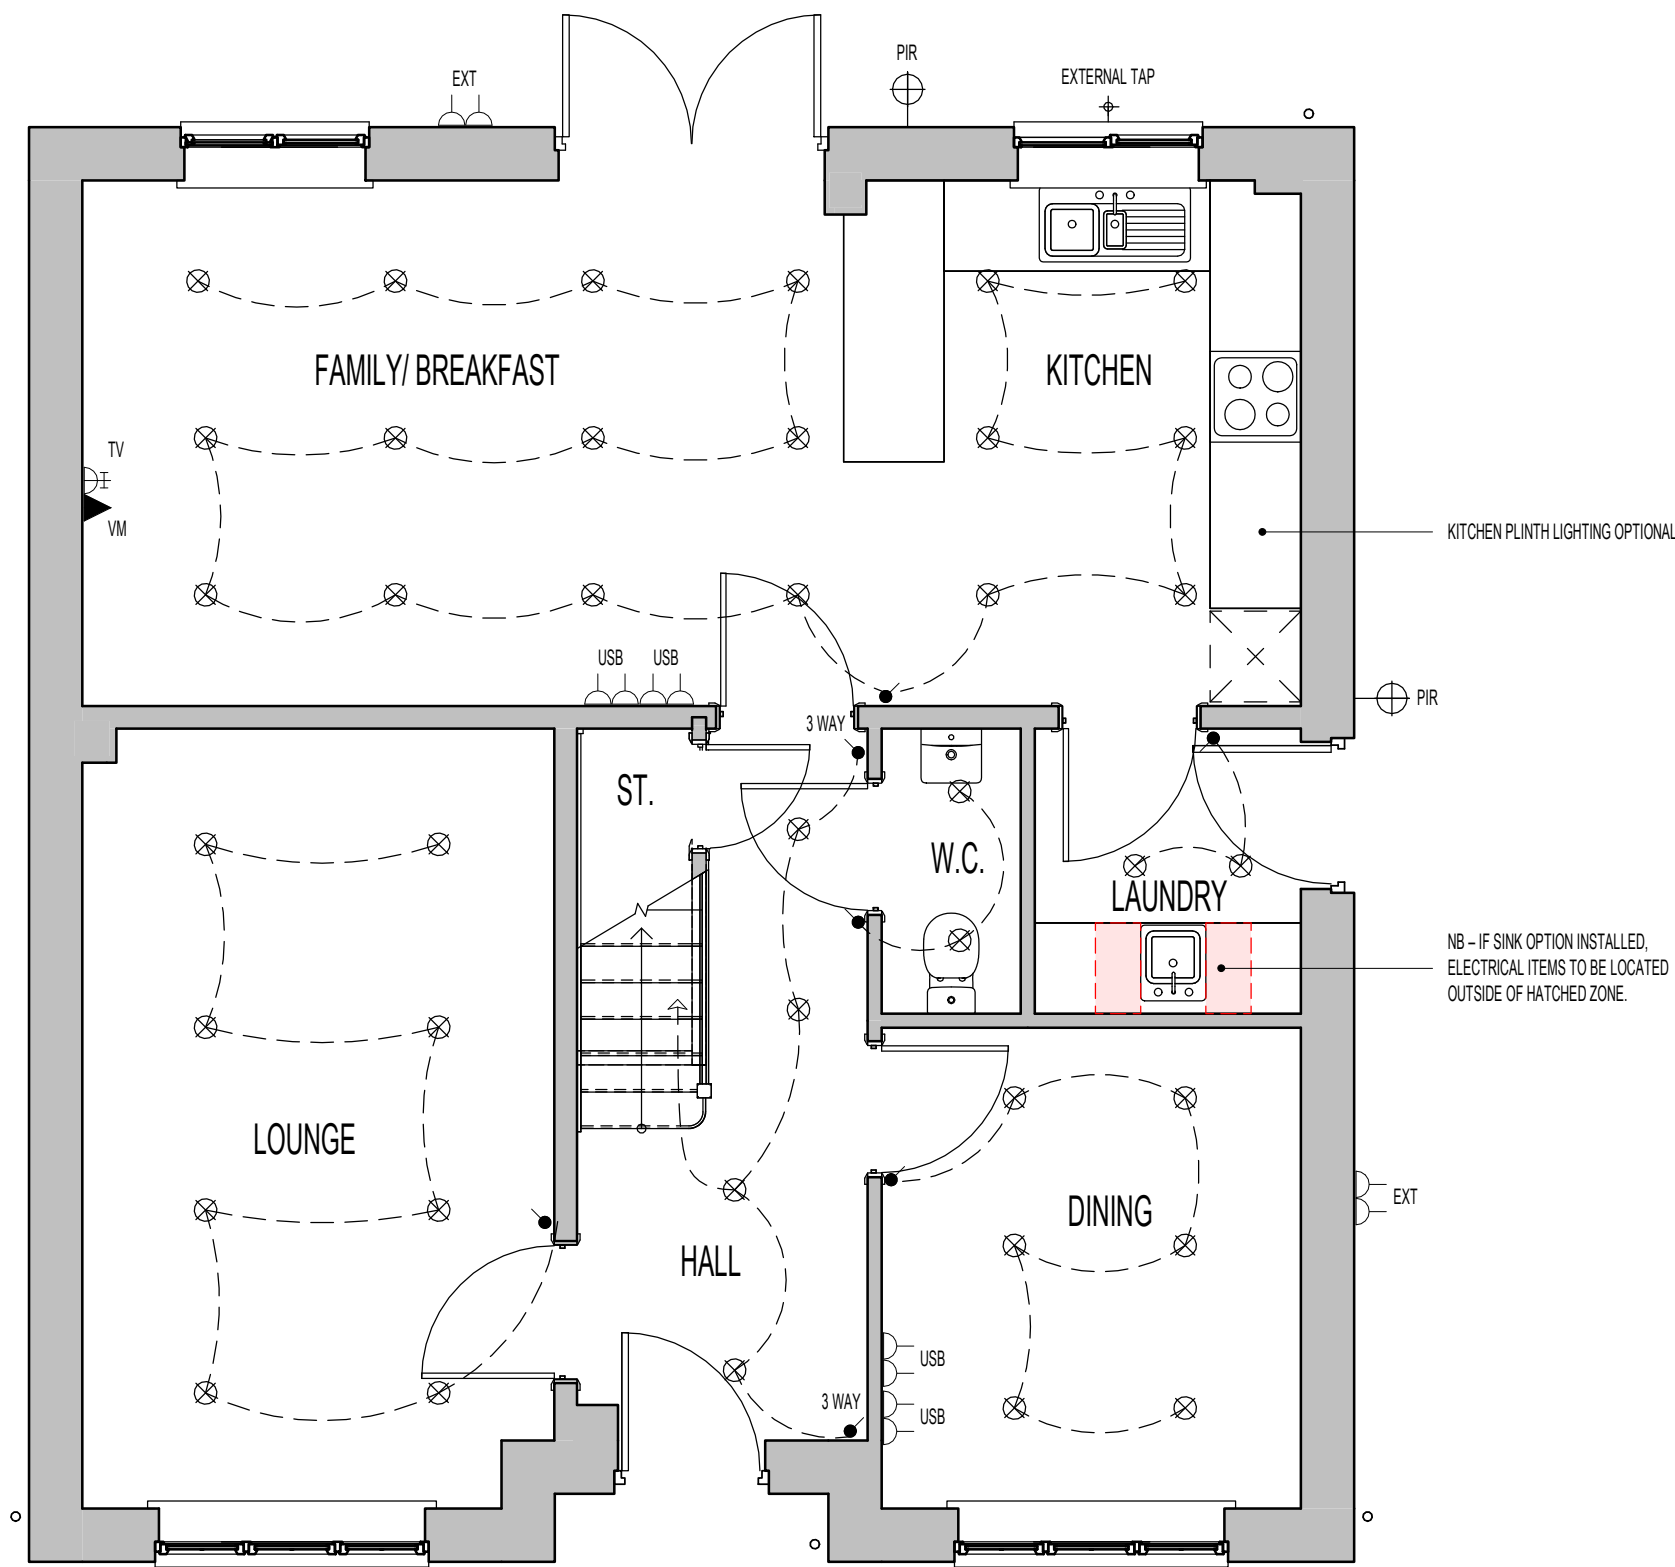 EXT
PIR
EXTERNAL TAP
FAMILY/ BREAKFAST
KITCHEN
TV
VM
KITCHEN PLINTH LIGHTING OPTIONAL
USB
USB
PIR
3 WAY
ST.
W.C.
LAUNDRY
NB – IF SINK OPTION INSTALLED,
ELECTRICAL ITEMS TO BE LOCATED
OUTSIDE OF HATCHED ZONE.
LOUNGE
DINING
EXT
HALL
USB
3 WAY
USB